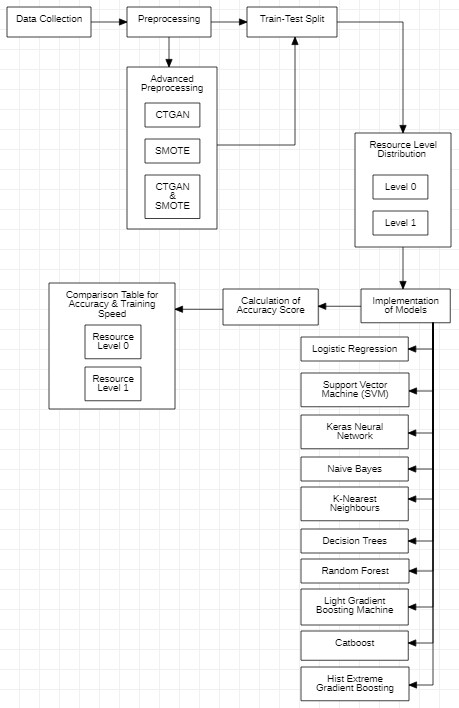 Data Collection
Preprocessing
Train-Test Split
Advanced
Preprocessing
CTGAN
SMOTE
CTGAN
&
SMOTE
Resource Level
Distribution
Level 0
Level 1
Implementation
of Models
Calculation of
Accuracy Score
Comparison Table for
Accuracy & Training
Speed
Resource
Level 0
Resource
Level 1
Logistic Regression
Support Vector
Machine (SVM)
Keras Neural
Network
Naive Bayes
K-Nearest
Neighbours
Decision Trees
Random Forest
Light Gradient
Boosting Machine
Catboost
Hist Extreme
Gradient Boosting